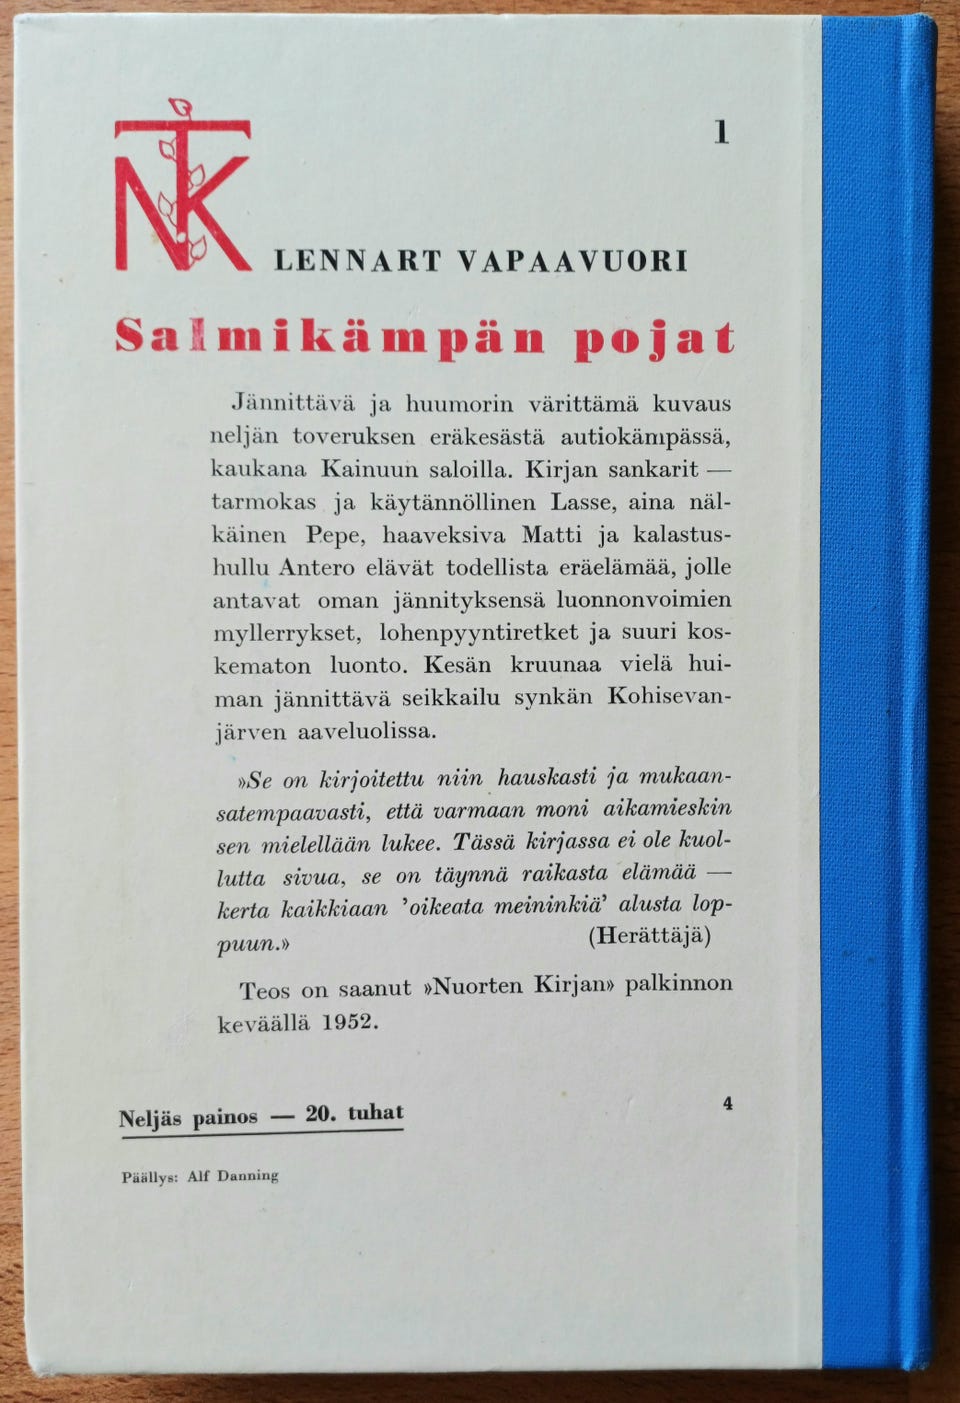 NTK
1
LENNART VAPAAVUORI
Salmikämpän pojat
Jännittävä ja huumorin värittämä kuvaus
neljän toveruksen eräkesästä autiokämpässä,
kaukana Kainuun saloilla. Kirjan sankarit —
tarmokas ja käytännöllinen Lasse, aina näl-
käinen Pepe, haaveksiva Matti ja kalastus-
hullu Antero elävät todellista eräelämää, jolle
antavat oman jännityksensä luonnonvoimien
myllerrykset, lohenpyyntiretket ja suuri kos-
kematon luonto. Kesän kruunaa vielä hui-
man jännittävä seikkailu synkän Kohisevan-
järven aaveluolissa.
»Se on kirjoitettu niin hauskasti ja mukaan-
satempaavasti, että varmaan moni aikamieskin
sen mielellään lukee. Tässä kirjassa ei ole kuol-
lutta sivua, se on täynnä raikasta elämää —
kerta kaikkiaan 'oikeata meininkiä' alusta lop-
puun.» (Herättäjä)
Teos on saanut »Nuorten Kirjan» palkinnon
keväällä 1952.
Neljäs painos — 20. tuhat
4
Päällys: Alf Danning